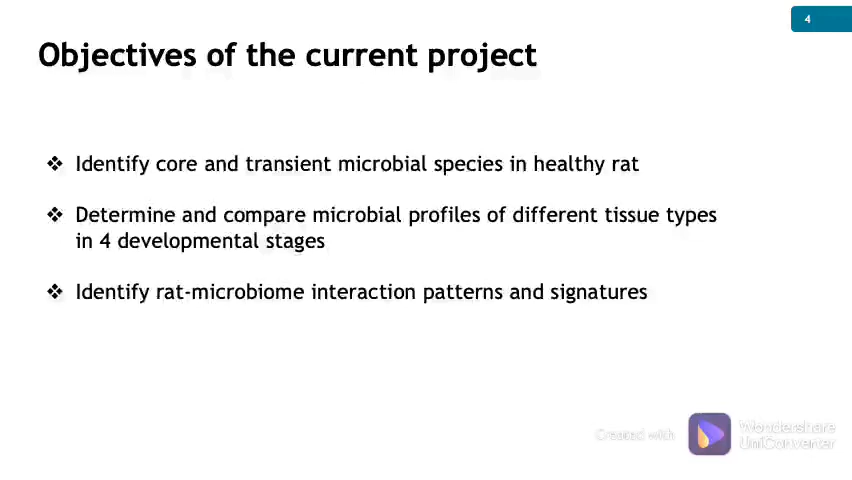 4
Objectives of the current project
❖ Identify core and transient microbial species in healthy rat
❖ Determine and compare microbial profiles of different tissue types
in 4 developmental stages
❖ Identify rat-microbiome interaction patterns and signatures
Created with
Wondershare
UniConverter